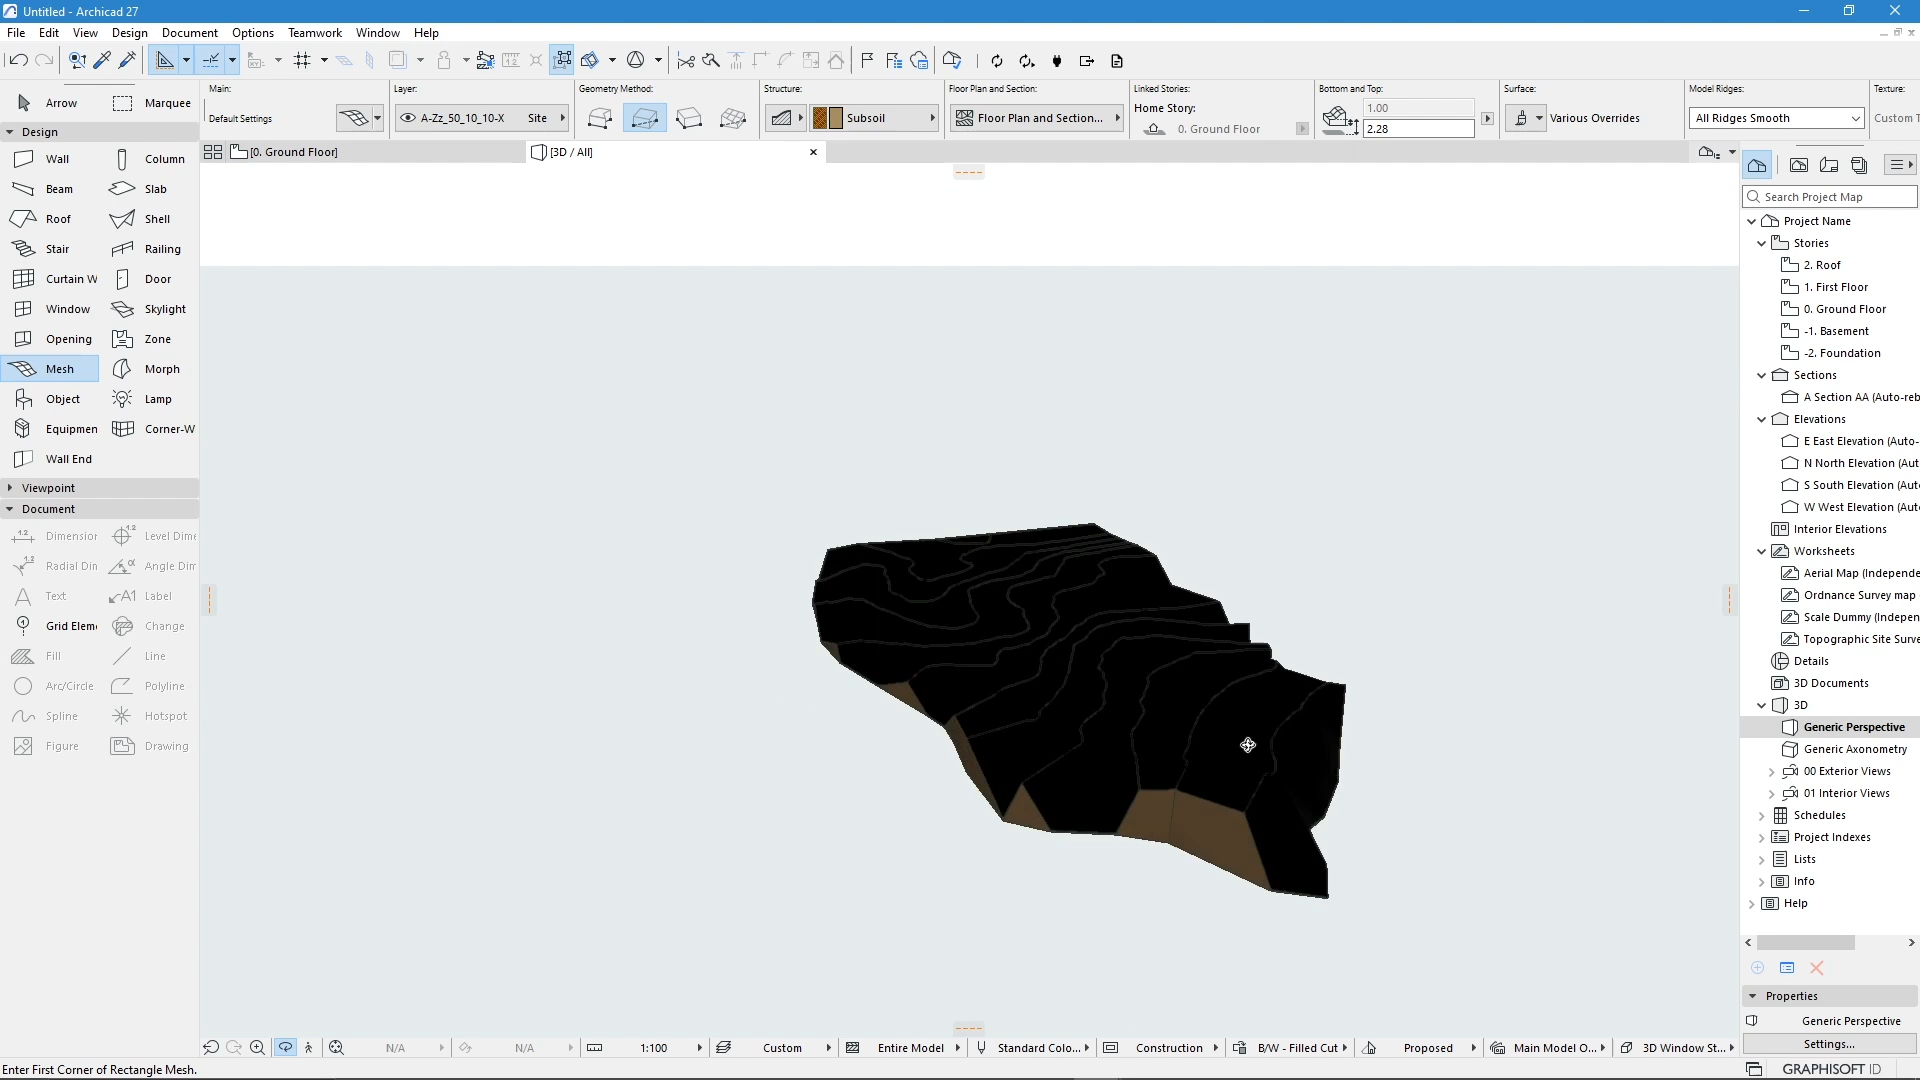 Untitled - Archicad 27
File Edit View Design Document Options Teamwork Window Help
Main:
Default Settings
Layer:
A-Zz_50_10_10-X Site
Geometry Method:
Structure:
Subsoil
Floor Plan and Section:
Floor Plan and Section...
Linked Stories:
Home Story:
0. Ground Floor
Bottom and Top:
1.00
2.28
Surface:
Various Overrides
Model Ridges:
All Ridges Smooth
Texture:
Custom T
Arrow Marquee
Design
Wall Column
Beam Slab
Roof Shell
Stair Railing
Curtain W Door
Window Skylight
Opening Zone
Mesh Morph
Object Lamp
Equipmen Corner-W
Wall End
Viewpoint
Document
Dimension Level Dime
Radial Din Angle Dim
Text A1 Label
Grid Elem Change
Fill Line
Arc/Circle Polyline
Spline Hotspot
Figure Drawing
[0. Ground Floor]
[3D / All]
Search Project Map
Project Name
Stories
2. Roof
1. First Floor
0. Ground Floor
-1. Basement
-2. Foundation
Sections
A Section AA (Auto-reb
Elevations
E East Elevation (Auto-
N North Elevation (Aut
S South Elevation (Auto
W West Elevation (Auto
Interior Elevations
Worksheets
Aerial Map (Independe
Ordnance Survey map
Scale Dummy (Indepen
Topographic Site Surve
Details
3D Documents
3D
Generic Perspective
Generic Axonometry
00 Exterior Views
01 Interior Views
Schedules
Project Indexes
Lists
Info
Help
Properties
Generic Perspective
Settings...
N/A N/A 1:100 Custom Entire Model Standard Colo... Construction B/W - Filled Cut Proposed Main Model O... 3D Window St...
Enter First Corner of Rectangle Mesh.
GRAPHISOFT ID